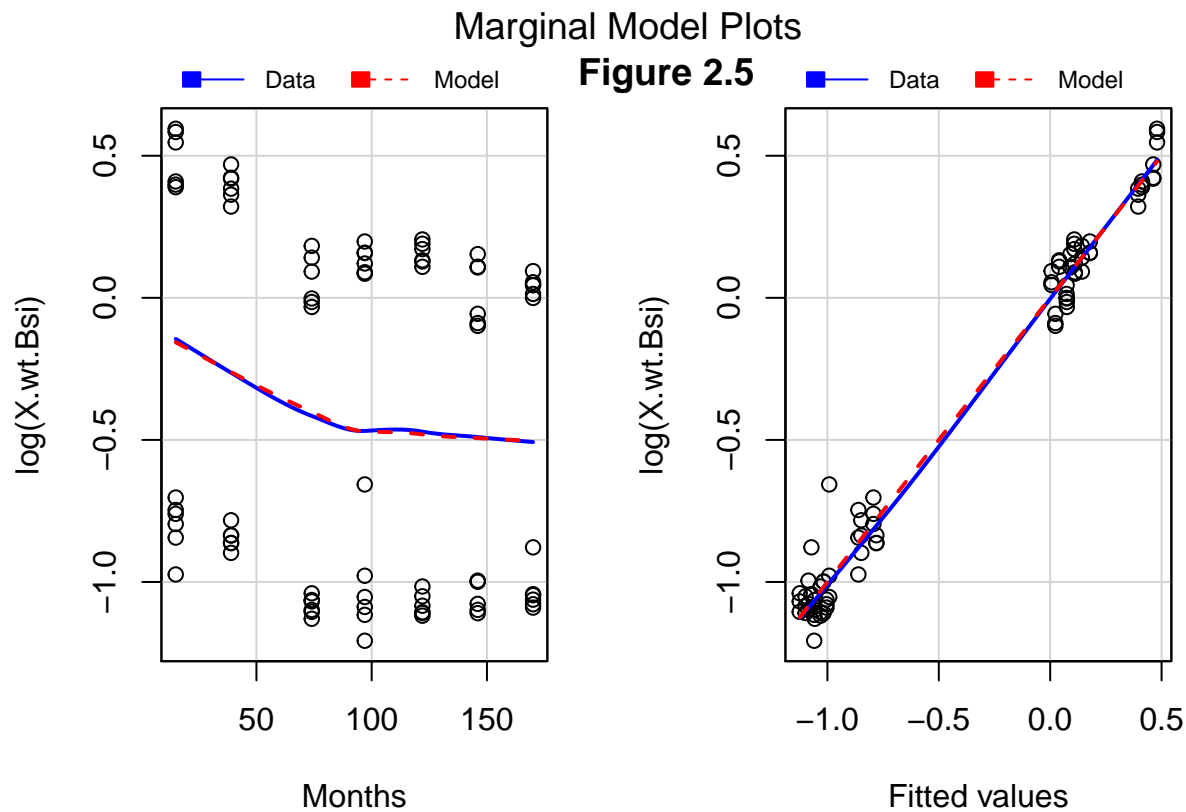 Marginal Model Plots
Figure 2.5
Data Model
Data Model
log(X.wt.Bsi)
0.5
0.0
−0.5
−1.0
50 100 150
Months
log(X.wt.Bsi)
0.5
0.0
−0.5
−1.0
−1.0 −0.5 0.0 0.5
Fitted values